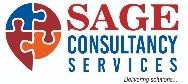 SAGE
CONSULTANCY
SERVICES
Delivering solutions...